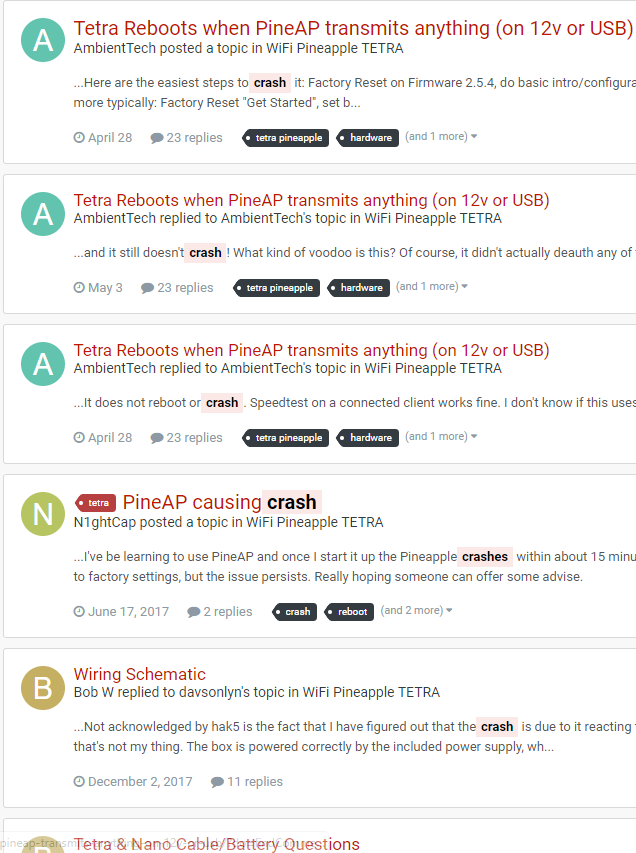 A
Tetra Reboots when PineAP transmits anything (on 12v or USB)
AmbientTech posted a topic in WiFi Pineapple TETRA
...Here are the easiest steps to crash it: Factory Reset on Firmware 2.5.4, do basic intro/configura
more typically: Factory Reset "Get Started", set b...
April 28 23 replies tetra pineapple hardware (and 1 more)
A
Tetra Reboots when PineAP transmits anything (on 12v or USB)
AmbientTech replied to AmbientTech's topic in WiFi Pineapple TETRA
...and it still doesn't crash ! What kind of voodoo is this? Of course, it didn't actually deauth any of
May 3 23 replies tetra pineapple hardware (and 1 more)
A
Tetra Reboots when PineAP transmits anything (on 12v or USB)
AmbientTech replied to AmbientTech's topic in WiFi Pineapple TETRA
...It does not reboot or crash . Speedtest on a connected client works fine. I don't know if this uses
April 28 23 replies tetra pineapple hardware (and 1 more)
N
tetra PineAP causing crash
N1ghtCap posted a topic in WiFi Pineapple TETRA
...I've be learning to use PineAP and once I start it up the Pineapple crashes within about 15 minu
to factory settings, but the issue persists. Really hoping someone can offer some advise.
June 17, 2017 2 replies crash reboot (and 2 more)
B
Wiring Schematic
Bob W replied to davsonlyn's topic in WiFi Pineapple TETRA
...Not acknowledged by hak5 is the fact that I have figured out that the crash is due to it reacting
that's not my thing. The box is powered correctly by the included power supply, wh...
December 2, 2017 11 replies
B
Tetra & Nano Cable/Battery Questions